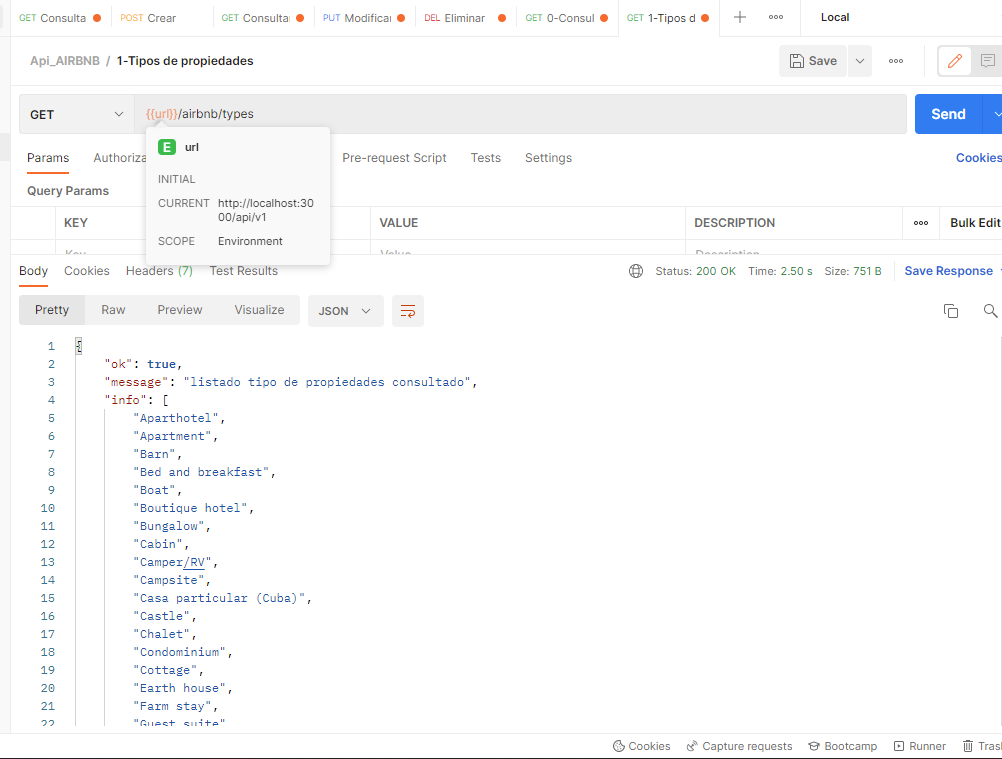 GET Consulta POST Crear GET Consultar PUT Modificar DEL Eliminar GET 0-Consul GET 1-Tipos d Local
Api_AIRBNB / 1-Tipos de propiedades Save
GET {{url}}/airbnb/types Send
E url
Params Authoriza Pre-request Script Tests Settings Cookies
INITIAL
Query Params
CURRENT http://localhost:30
00/api/v1
KEY VALUE DESCRIPTION Bulk Edit
SCOPE Environment
Key Value Description
Body Cookies Headers (7) Test Results Status: 200 OK Time: 2.50 s Size: 751 B Save Response
Pretty Raw Preview Visualize JSON
1 {
2 "ok": true,
3 "message": "listado tipo de propiedades consultado",
4 "info": [
5 "Aparthotel",
6 "Apartment",
7 "Barn",
8 "Bed and breakfast",
9 "Boat",
10 "Boutique hotel",
11 "Bungalow",
12 "Cabin",
13 "Camper/RV",
14 "Campsite",
15 "Casa particular (Cuba)",
16 "Castle",
17 "Chalet",
18 "Condominium",
19 "Cottage",
20 "Earth house",
21 "Farm stay",
22 "Guest suite"
Cookies Capture requests Bootcamp Runner Trash